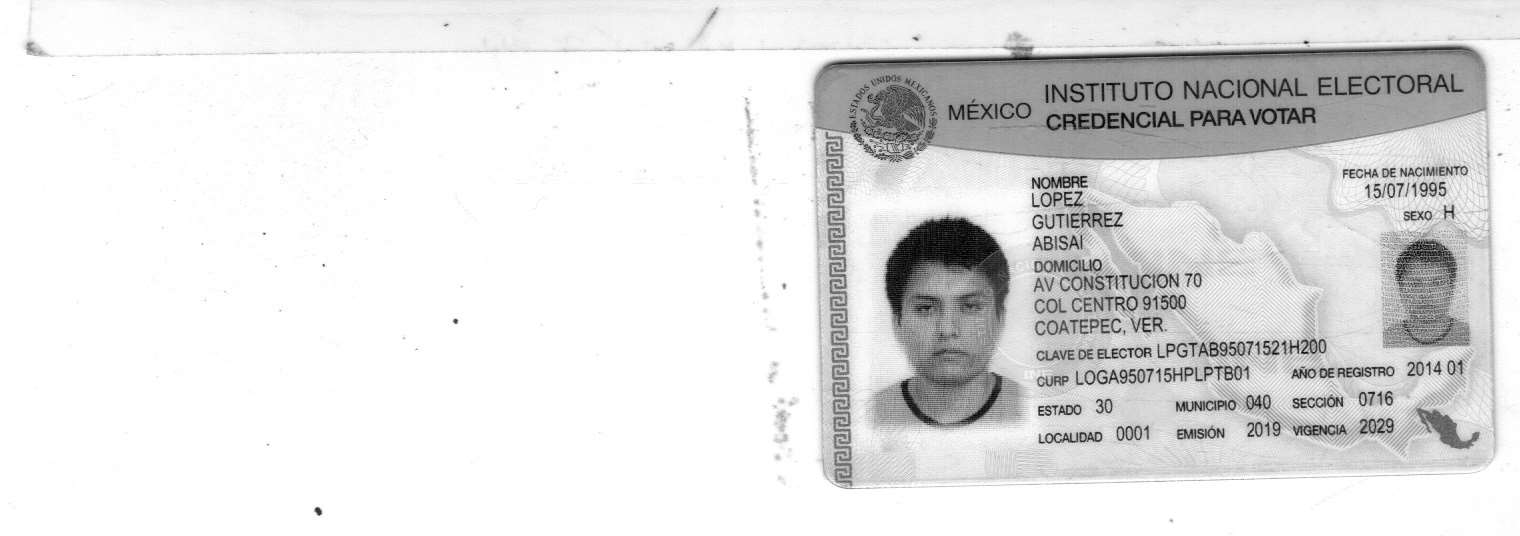 ESTADOS UNIDOS MEXICANOS
MÉXICO INSTITUTO NACIONAL ELECTORAL
CREDENCIAL PARA VOTAR
NOMBRE
LOPEZ
GUTIERREZ
ABISAI
FECHA DE NACIMIENTO
15/07/1995
SEXO H
DOMICILIO
AV CONSTITUCION 70
COL CENTRO 91500
COATEPEC, VER.
CLAVE DE ELECTOR LPGTAB95071521H200
CURP LOGA950715HPLPTB01 AÑO DE REGISTRO 2014 01
ESTADO 30 MUNICIPIO 040 SECCIÓN 0716
LOCALIDAD 0001 EMISIÓN 2019 VIGENCIA 2029